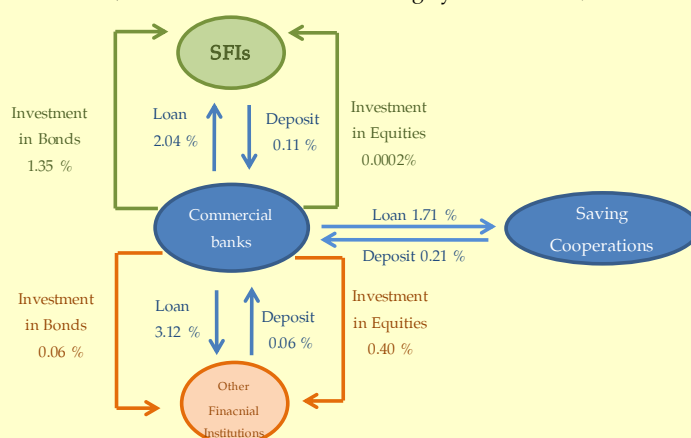 SFIs
Investment
in Bonds
1.35 %
Loan
2.04 %
Deposit
0.11 %
Investment
in Equities
0.0002%
Commercial
banks
Loan 1.71 %
Deposit 0.21 %
Saving
Cooperations
Investment
in Bonds
0.06 %
Loan
3.12 %
Deposit
0.06 %
Investment
in Equities
0.40 %
Other
Finacnial
Institutions